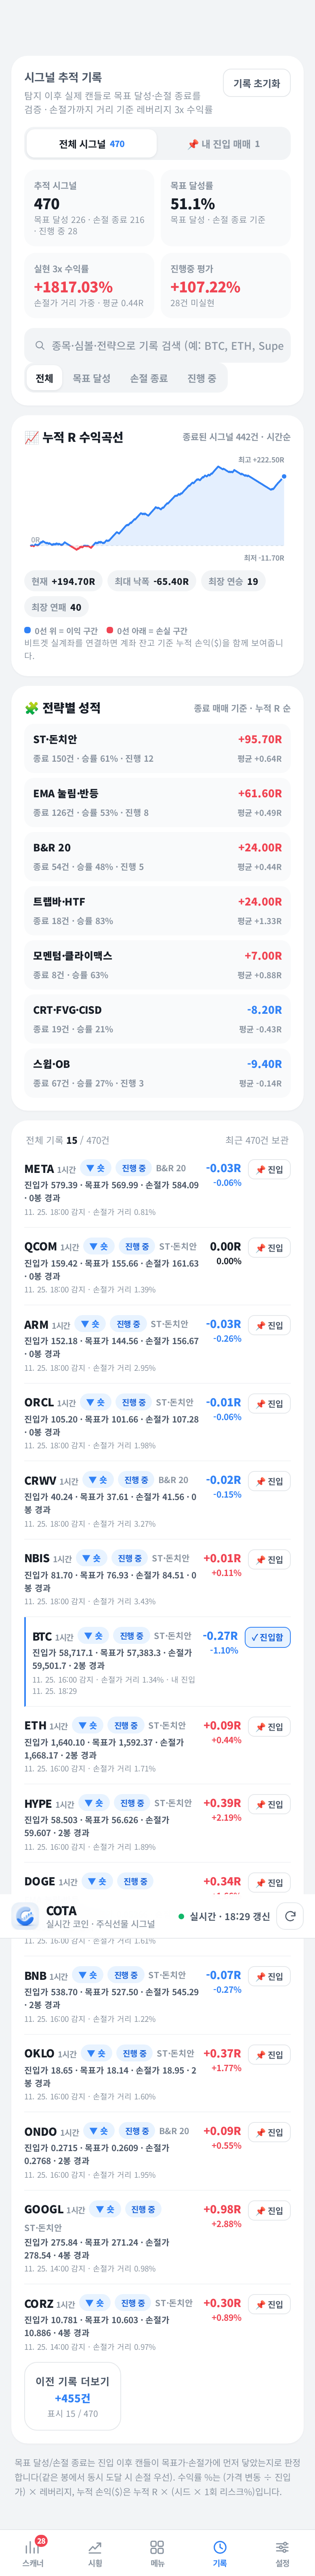 시그널 추적 기록
탐지 이후 실제 캔들로 목표 달성·손절 종료를
검증 · 손절가까지 거리 기준 레버리지 3x 수익률
기록 초기화
전체 시그널 470
📌 내 진입 매매 1
추적 시그널
470
목표 달성 226 · 손절 종료 216
· 진행 중 28
목표 달성률
51.1%
목표 달성 · 손절 종료 기준
실현 3x 수익률
+1817.03%
손절가 거리 가중 · 평균 0.44R
진행중 평가
+107.22%
28건 미실현
종목·심볼·전략으로 기록 검색 (예: BTC, ETH, Supe
전체 목표 달성 손절 종료 진행 중
📈 누적 R 수익곡선
종료된 시그널 442건 · 시간순
최고 +222.50R
0R
최저 -11.70R
현재 +194.70R
최대 낙폭 -65.40R
최장 연승 19
최장 연패 40
0선 위 = 이익 구간 0선 아래 = 손실 구간
비트겟 실계좌를 연결하면 계좌 잔고 기준 누적 손익($)을 함께 보여줍니
다.
🧩 전략별 성적
종료 매매 기준 · 누적 R 순
ST·돈치안 +95.70R
종료 150건 · 승률 61% · 진행 12 평균 +0.64R
EMA 눌림·반등 +61.60R
종료 126건 · 승률 53% · 진행 8 평균 +0.49R
B&R 20 +24.00R
종료 54건 · 승률 48% · 진행 5 평균 +0.44R
트랩바·HTF +24.00R
종료 18건 · 승률 83% 평균 +1.33R
모멘텀·클라이맥스 +7.00R
종료 8건 · 승률 63% 평균 +0.88R
CRT·FVG·CISD -8.20R
종료 19건 · 승률 21% 평균 -0.43R
스윕·OB -9.40R
종료 67건 · 승률 27% · 진행 3 평균 -0.14R
전체 기록 15 / 470건 최근 470건 보관
META 1시간 ▼ 숏 진행 중 B&R 20 -0.03R 📌 진입
진입가 579.39 · 목표가 569.99 · 손절가 584.09 -0.06%
· 0봉 경과
11. 25. 18:00 감지 · 손절가 거리 0.81%
QCOM 1시간 ▼ 숏 진행 중 ST·돈치안 0.00R 📌 진입
진입가 159.42 · 목표가 155.66 · 손절가 161.63 0.00%
· 0봉 경과
11. 25. 18:00 감지 · 손절가 거리 1.39%
ARM 1시간 ▼ 숏 진행 중 ST·돈치안 -0.03R 📌 진입
진입가 152.18 · 목표가 144.56 · 손절가 156.67 -0.26%
· 0봉 경과
11. 25. 18:00 감지 · 손절가 거리 2.95%
ORCL 1시간 ▼ 숏 진행 중 ST·돈치안 -0.01R 📌 진입
진입가 105.20 · 목표가 101.66 · 손절가 107.28 -0.06%
· 0봉 경과
11. 25. 18:00 감지 · 손절가 거리 1.98%
CRWV 1시간 ▼ 숏 진행 중 B&R 20 -0.02R 📌 진입
진입가 40.24 · 목표가 37.61 · 손절가 41.56 · 0 -0.15%
봉 경과
11. 25. 18:00 감지 · 손절가 거리 3.27%
NBIS 1시간 ▼ 숏 진행 중 ST·돈치안 +0.01R 📌 진입
진입가 81.70 · 목표가 76.93 · 손절가 84.51 · 0 +0.11%
봉 경과
11. 25. 18:00 감지 · 손절가 거리 3.43%
BTC 1시간 ▼ 숏 진행 중 ST·돈치안 -0.27R ✓진입함
진입가 58,717.1 · 목표가 57,383.3 · 손절가 -1.10%
59,501.7 · 2봉 경과
11. 25. 16:00 감지 · 손절가 거리 1.34% · 내 진입
11. 25. 18:29
ETH 1시간 ▼ 숏 진행 중 ST·돈치안 +0.09R 📌 진입
진입가 1,640.10 · 목표가 1,592.37 · 손절가 +0.44%
1,668.17 · 2봉 경과
11. 25. 16:00 감지 · 손절가 거리 1.71%
HYPE 1시간 ▼ 숏 진행 중 ST·돈치안 +0.39R 📌 진입
진입가 58.503 · 목표가 56.626 · 손절가 +2.19%
59.607 · 2봉 경과
11. 25. 16:00 감지 · 손절가 거리 1.89%
DOGE 1시간 ▼ 숏 진행 중 +0.34R 📌 진입
COTA
실시간 코인 · 주식선물 시그널
실시간 · 18:29 갱신
11. 25. 16:00 감지 · 손절가 거리 1.61%
BNB 1시간 ▼ 숏 진행 중 ST·돈치안 -0.07R 📌 진입
진입가 538.70 · 목표가 527.50 · 손절가 545.29 -0.27%
· 2봉 경과
11. 25. 16:00 감지 · 손절가 거리 1.22%
OKLO 1시간 ▼ 숏 진행 중 ST·돈치안 +0.37R 📌 진입
진입가 18.65 · 목표가 18.14 · 손절가 18.95 · 2 +1.77%
봉 경과
11. 25. 16:00 감지 · 손절가 거리 1.60%
ONDO 1시간 ▼ 숏 진행 중 B&R 20 +0.09R 📌 진입
진입가 0.2715 · 목표가 0.2609 · 손절가 +0.55%
0.2768 · 2봉 경과
11. 25. 16:00 감지 · 손절가 거리 1.95%
GOOGL 1시간 ▼ 숏 진행 중 +0.98R 📌 진입
ST·돈치안 +2.88%
진입가 275.84 · 목표가 271.24 · 손절가
278.54 · 4봉 경과
11. 25. 14:00 감지 · 손절가 거리 0.98%
CORZ 1시간 ▼ 숏 진행 중 ST·돈치안 +0.30R 📌 진입
진입가 10.781 · 목표가 10.603 · 손절가 +0.89%
10.886 · 4봉 경과
11. 25. 14:00 감지 · 손절가 거리 0.97%
이전 기록 더보기
+455건
표시 15 / 470
목표 달성/손절 종료는 진입 이후 캔들이 목표가·손절가에 먼저 닿았는지로 판정
합니다(같은 봉에서 동시 도달 시 손절 우선). 수익률 %는 (가격 변동 ÷ 진입
가) × 레버리지, 누적 손익($)은 누적 R × (시드 × 1회 리스크%)입니다.
28
스캐너 시황 메뉴 기록 설정